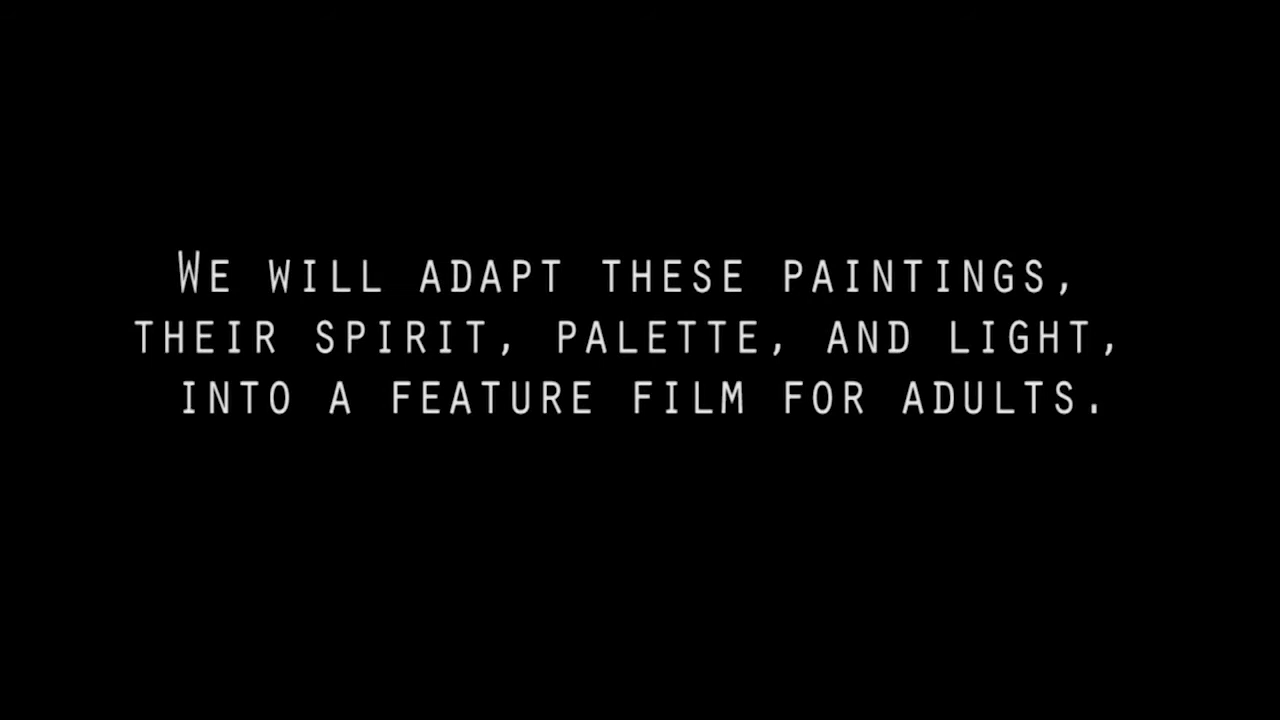 We will adapt these paintings,
their spirit, palette, and light,
into a feature film for adults.